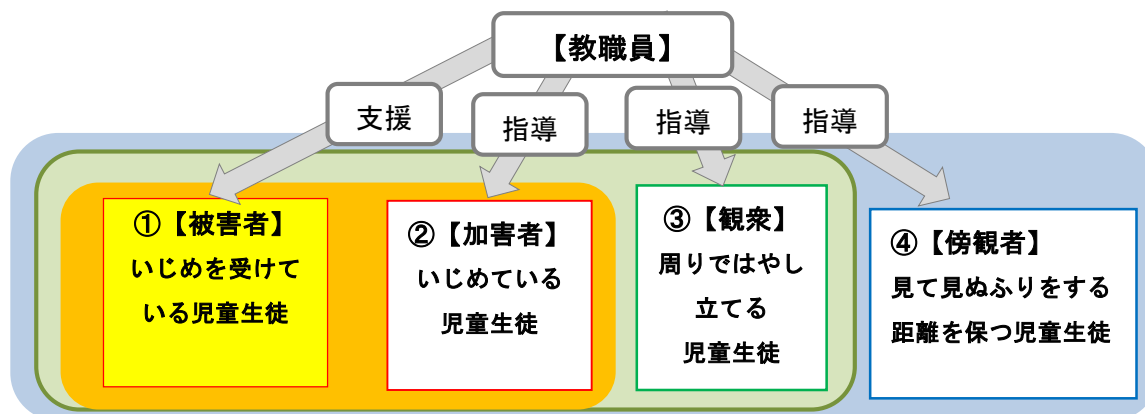 【教職員】
支援
指導
指導
指導
①【被害者】
いじめを受けて
いる児童生徒
②【加害者】
いじめている
児童生徒
③【観衆】
周りではやし
立てる
児童生徒
④【傍観者】
見て見ぬふりをする
距離を保つ児童生徒